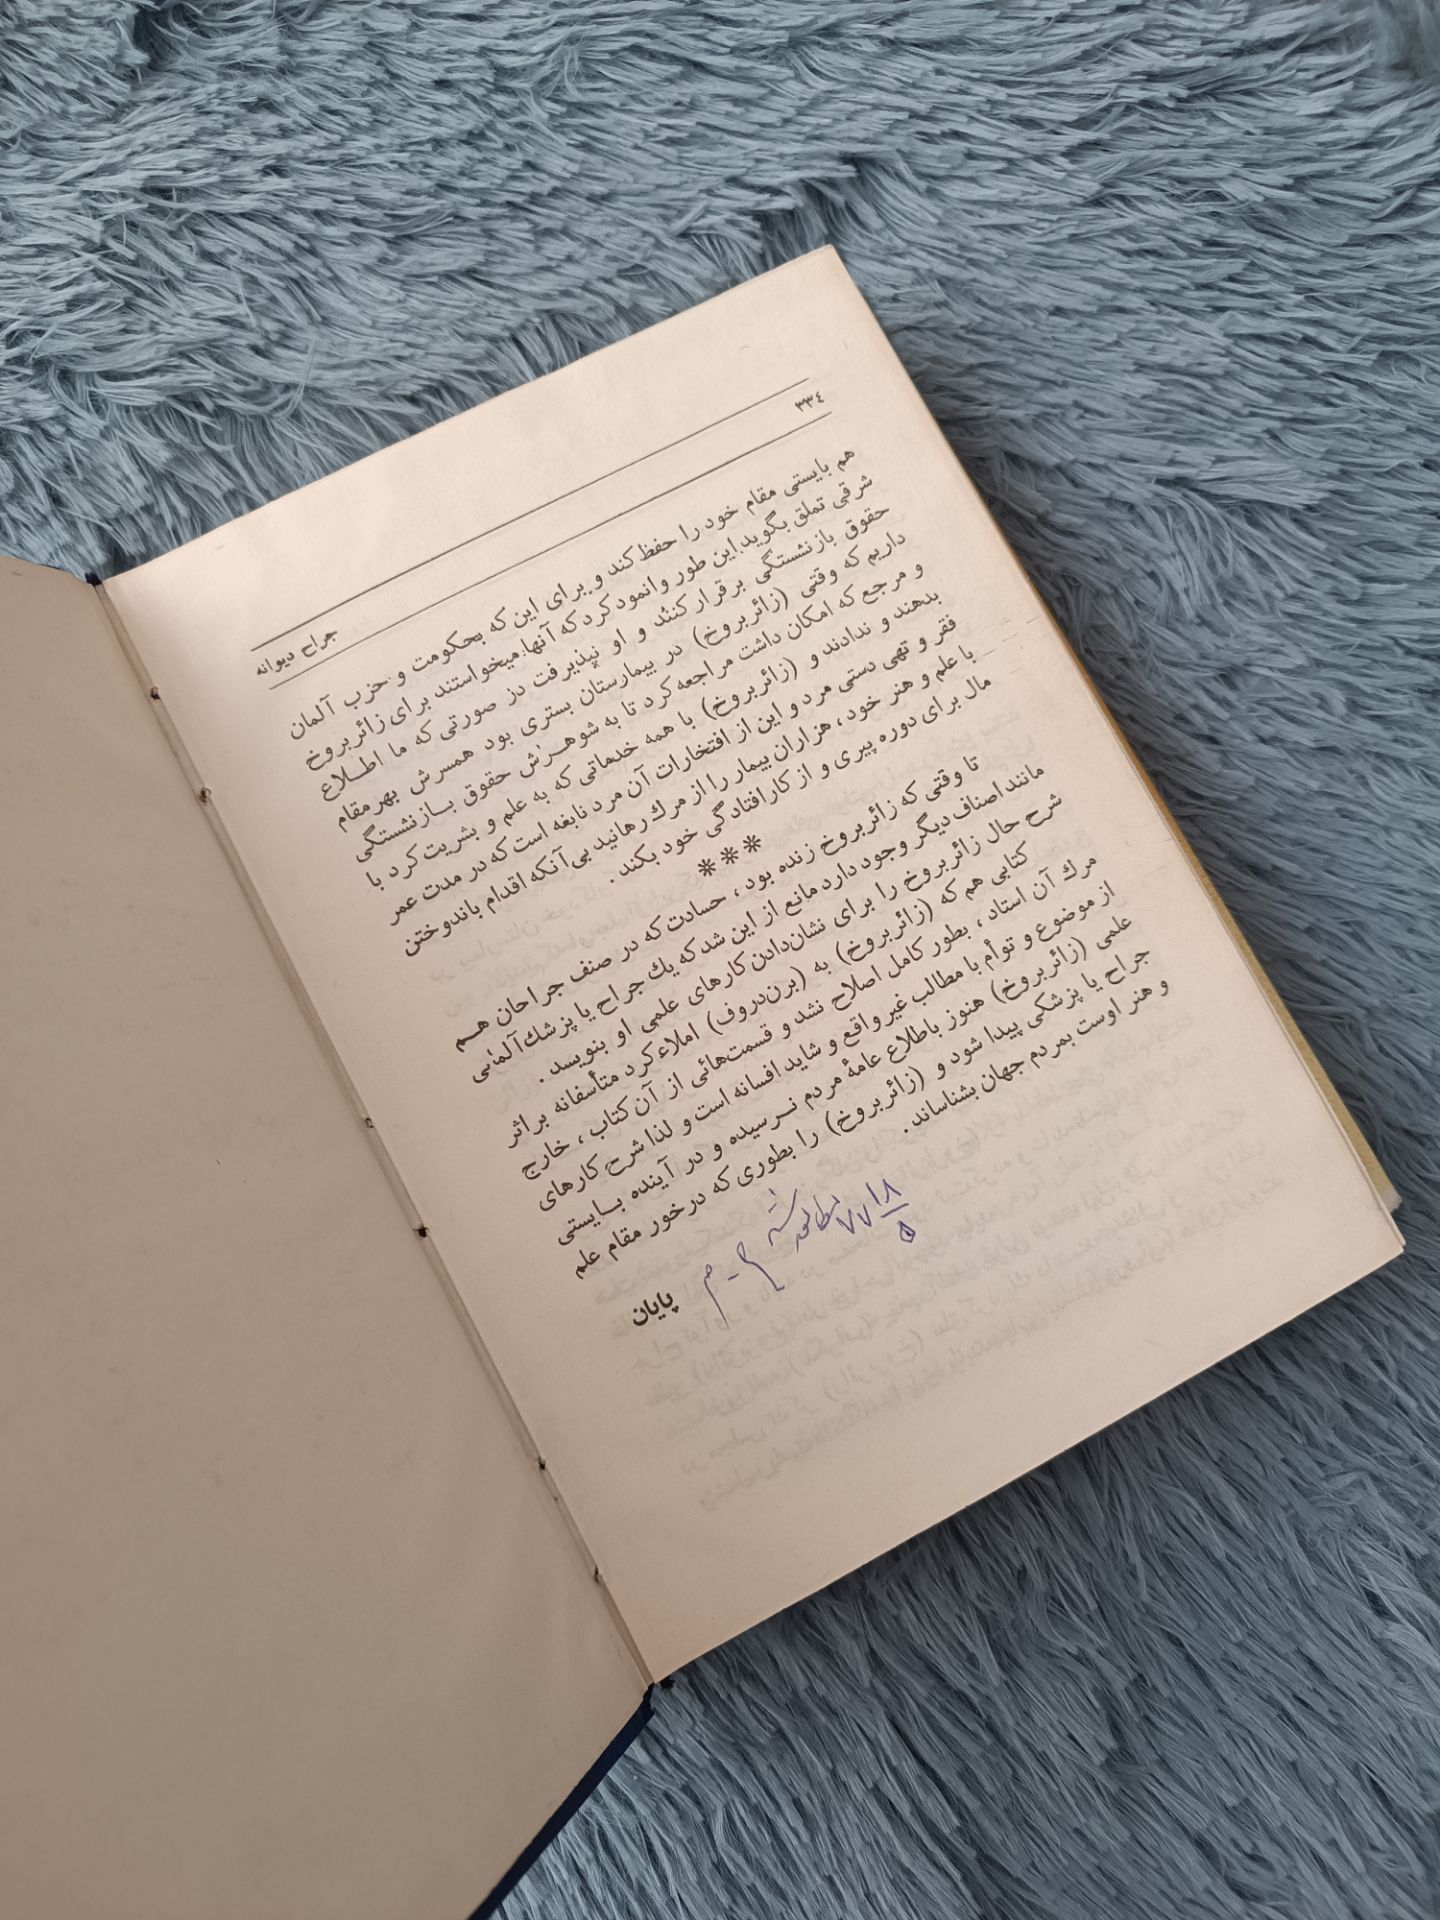 ۳۳٤
جراح دیوانه
هم بایستی مقام خود را حفظ کند و برای این که بحکومت و حزب آلمان
شرقی تملق بگوید این طور وانمود کرد که آنها میخواستند برای زائربروخ
حقوق بازنشستگی برقرار کنند و او نپذیرفت در صورتی که ما اطلاع
داریم که وقتی (زائربروخ) در بیمارستان بستری بود همسرش بهر مقام
و مرجع که امکان داشت مراجعه کرد تا به شوهرش حقوق بازنشستگی
بدهند و ندادند و (زائربروخ) با همه خدماتی که به علم و بشریت کرد با
فقر و تهی دستی مرد و این از افتخارات آن مرد نابغه است که در مدت عمر
با علم و هنر خود ، هزاران بیمار را از مرك رهانید بی‌آنکه اقدام باندوختن
مال برای دوره پیری و از کارافتادگی خود بکند .
***
تا وقتی که زائربروخ زنده بود ، حسادت که در صنف جراحان هم
مانند اصناف دیگر وجود دارد مانع از این شد که یك جراح یا پزشك آلمانی
شرح حال زائربروخ را برای نشان‌دادن کارهای علمی او بنویسد .
کتابی هم که (زائربروخ) به (برن‌دروف) املاء کرد متأسفانه براثر
مرك آن استاد ، بطور کامل اصلاح نشد و قسمت‌هائی از آن کتاب ، خارج
از موضوع و توأم با مطالب غیرواقع و شاید افسانه است و لذا شرح کارهای
علمی (زائربروخ) هنوز باطلاع عامهٔ مردم نرسیده و در آینده بایستی
جراح یا پزشکی پیدا شود و (زائربروخ) را بطوری که درخور مقام علم
و هنر اوست بمردم جهان بشناساند .
۱۸/۵ ۷۷ مطالعه شد
پایان